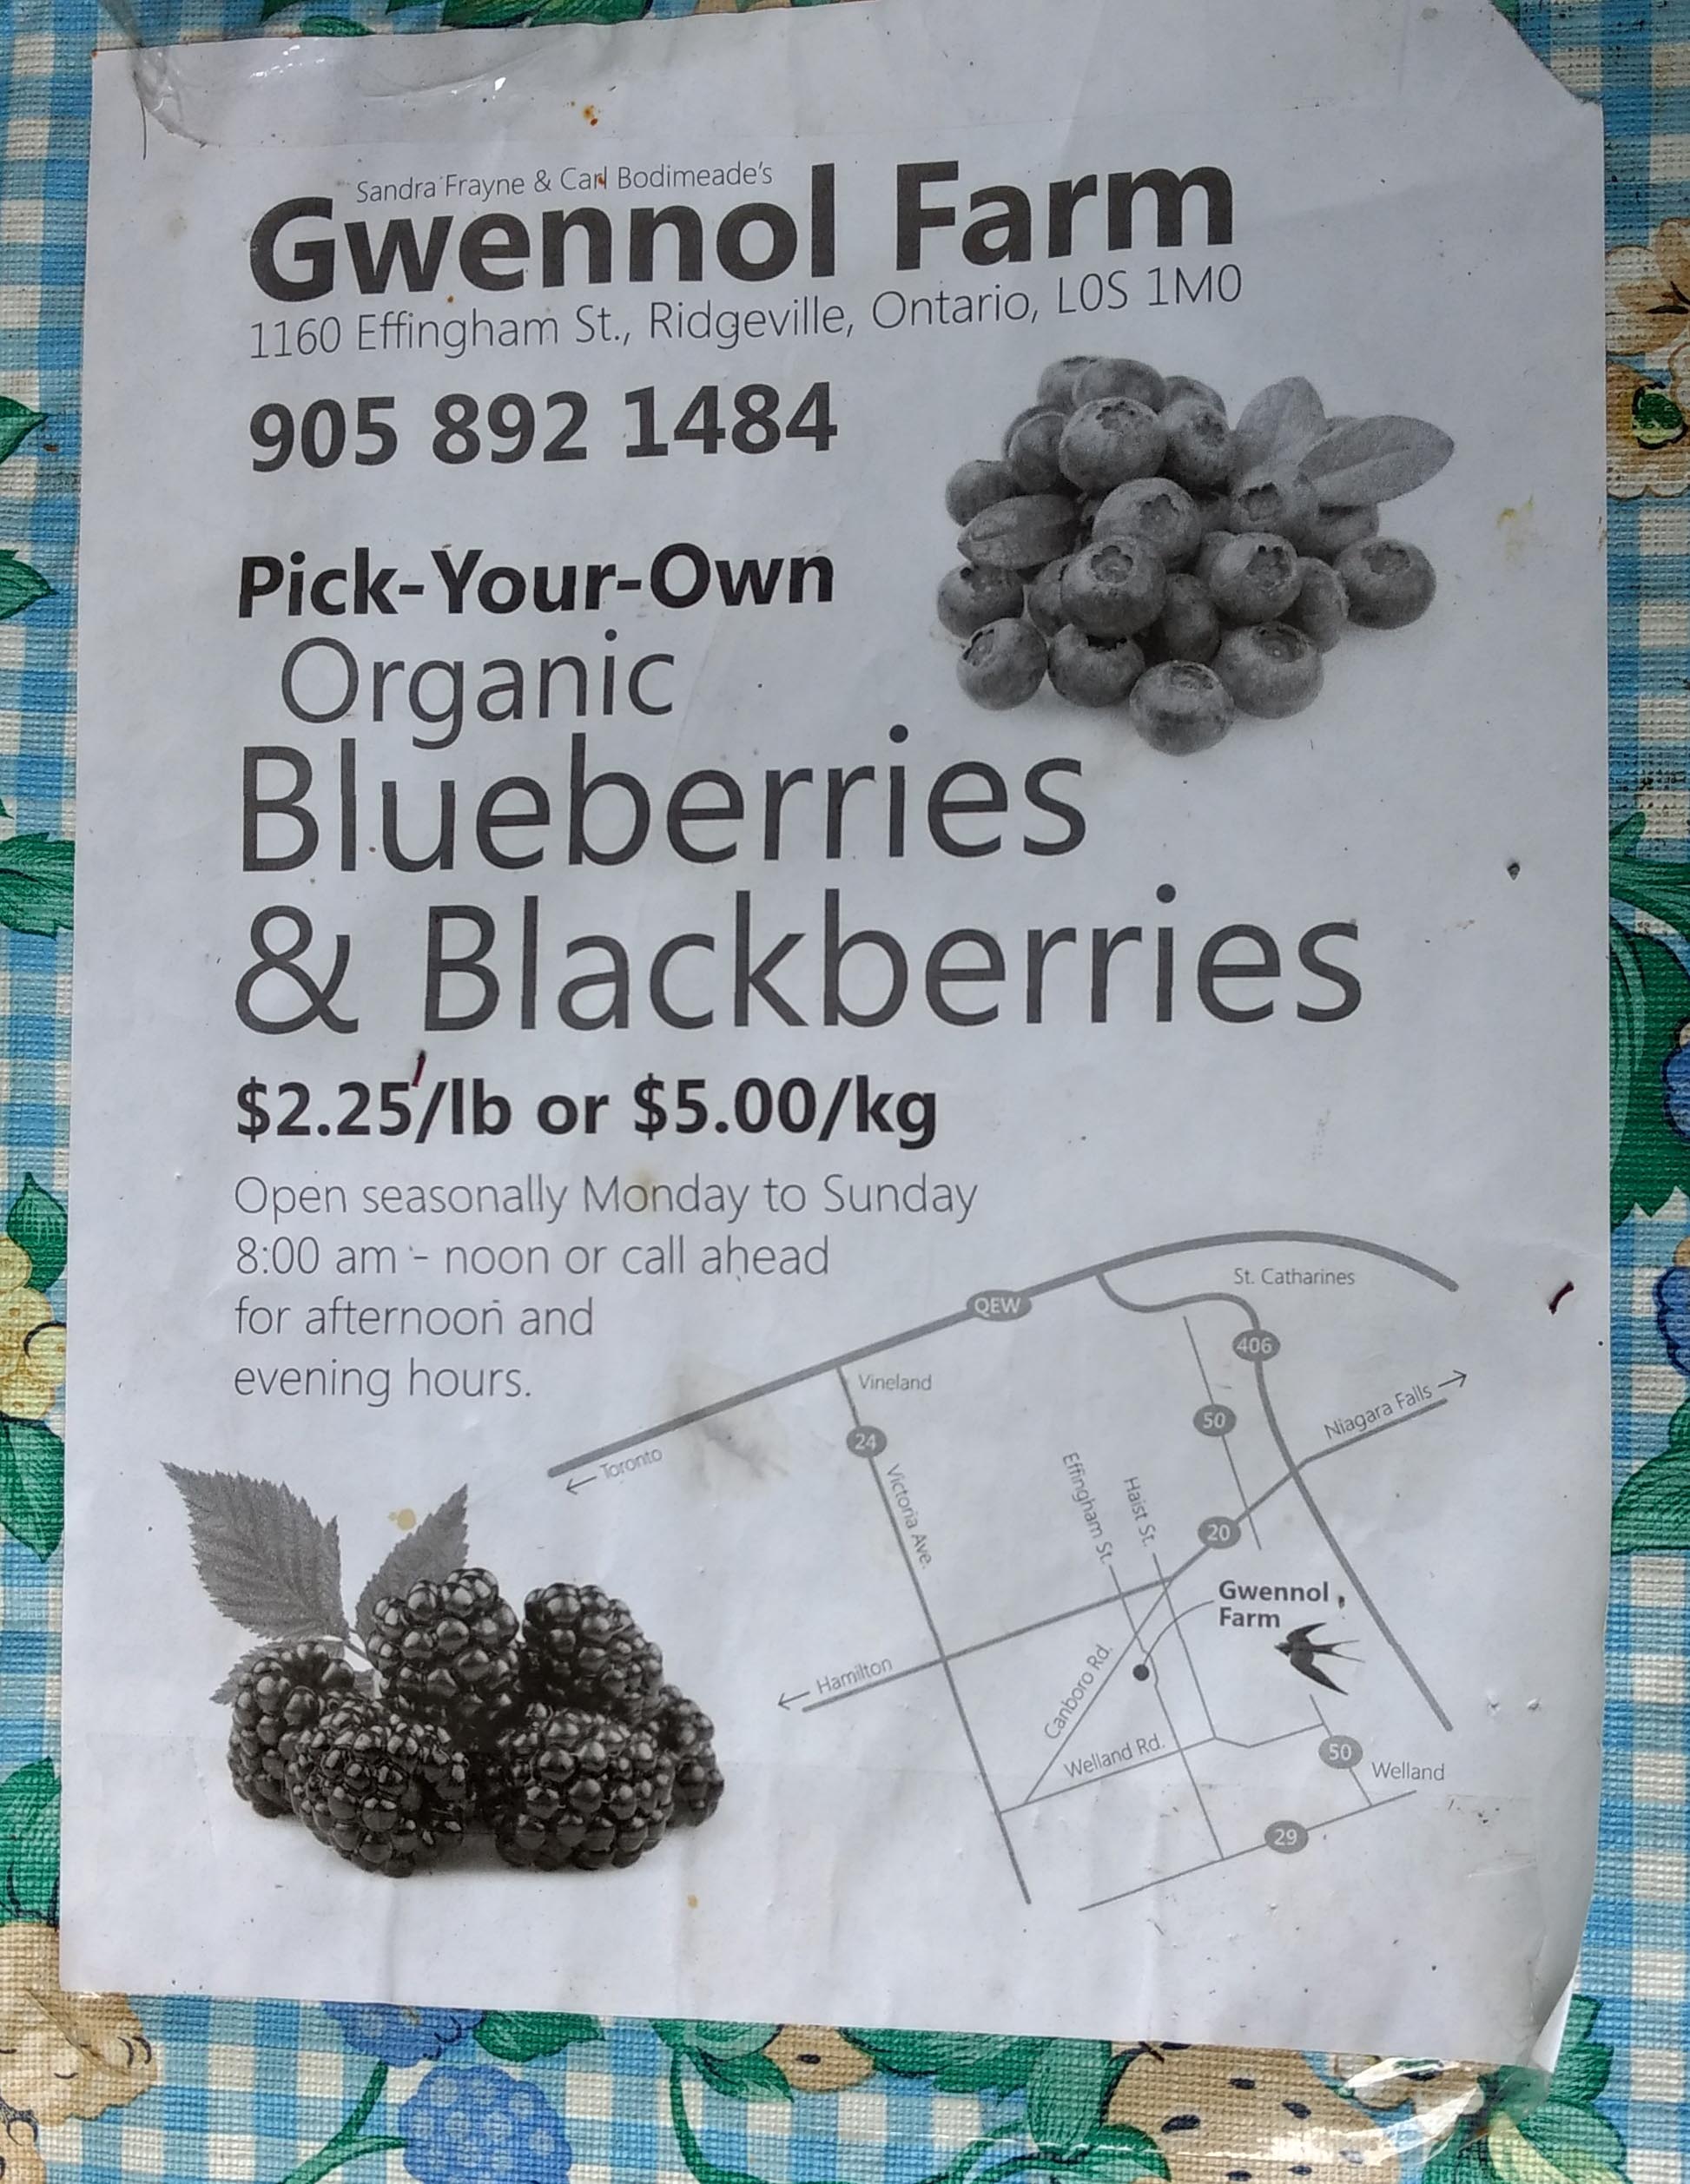 Sandra Frayne & Carl Bodimeade's
Gwennol Farm
1160 Effingham St., Ridgeville, Ontario, L0S 1M0
905 892 1484
Pick-Your-Own
Organic
Blueberries
& Blackberries
$2.25/lb or $5.00/kg
Open seasonally Monday to Sunday
8:00 am - noon or call ahead
for afternoon and
evening hours.
St. Catharines
QEW
406
Vineland
Niagara Falls →
50
24
← Toronto
Victoria Ave.
Effingham St.
Haist St.
20
Gwennol
Farm
← Hamilton
Canboro Rd.
Welland Rd.
50
Welland
29